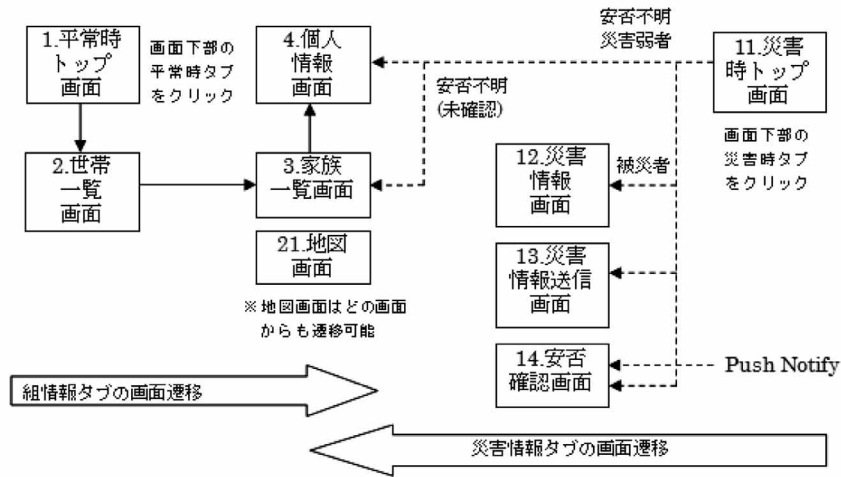 1.平常時
トップ
画面
画面下部の
平常時タブ
をクリック
4.個人
情報
画面
安否不明
災害弱者
11.災害
時トップ
画面
安否不明
(未確認)
画面下部の
災害時タブ
をクリック
2.世帯
一覧
画面
3.家族
一覧画面
12.災害
情報
画面
被災者
21.地図
画面
※地図画面はどの画面
からも遷移可能
13.災害
情報送信
画面
14.安否
確認画面
Push Notify
組情報タブの画面遷移
災害情報タブの画面遷移